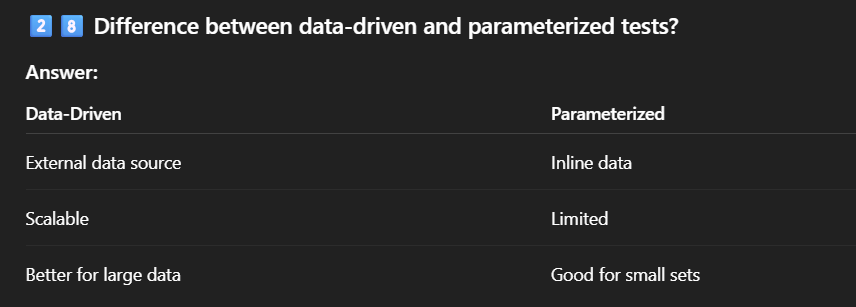 2️⃣ 8️⃣ Difference between data-driven and parameterized tests?
Answer:
Data-Driven Parameterized
External data source Inline data
Scalable Limited
Better for large data Good for small sets